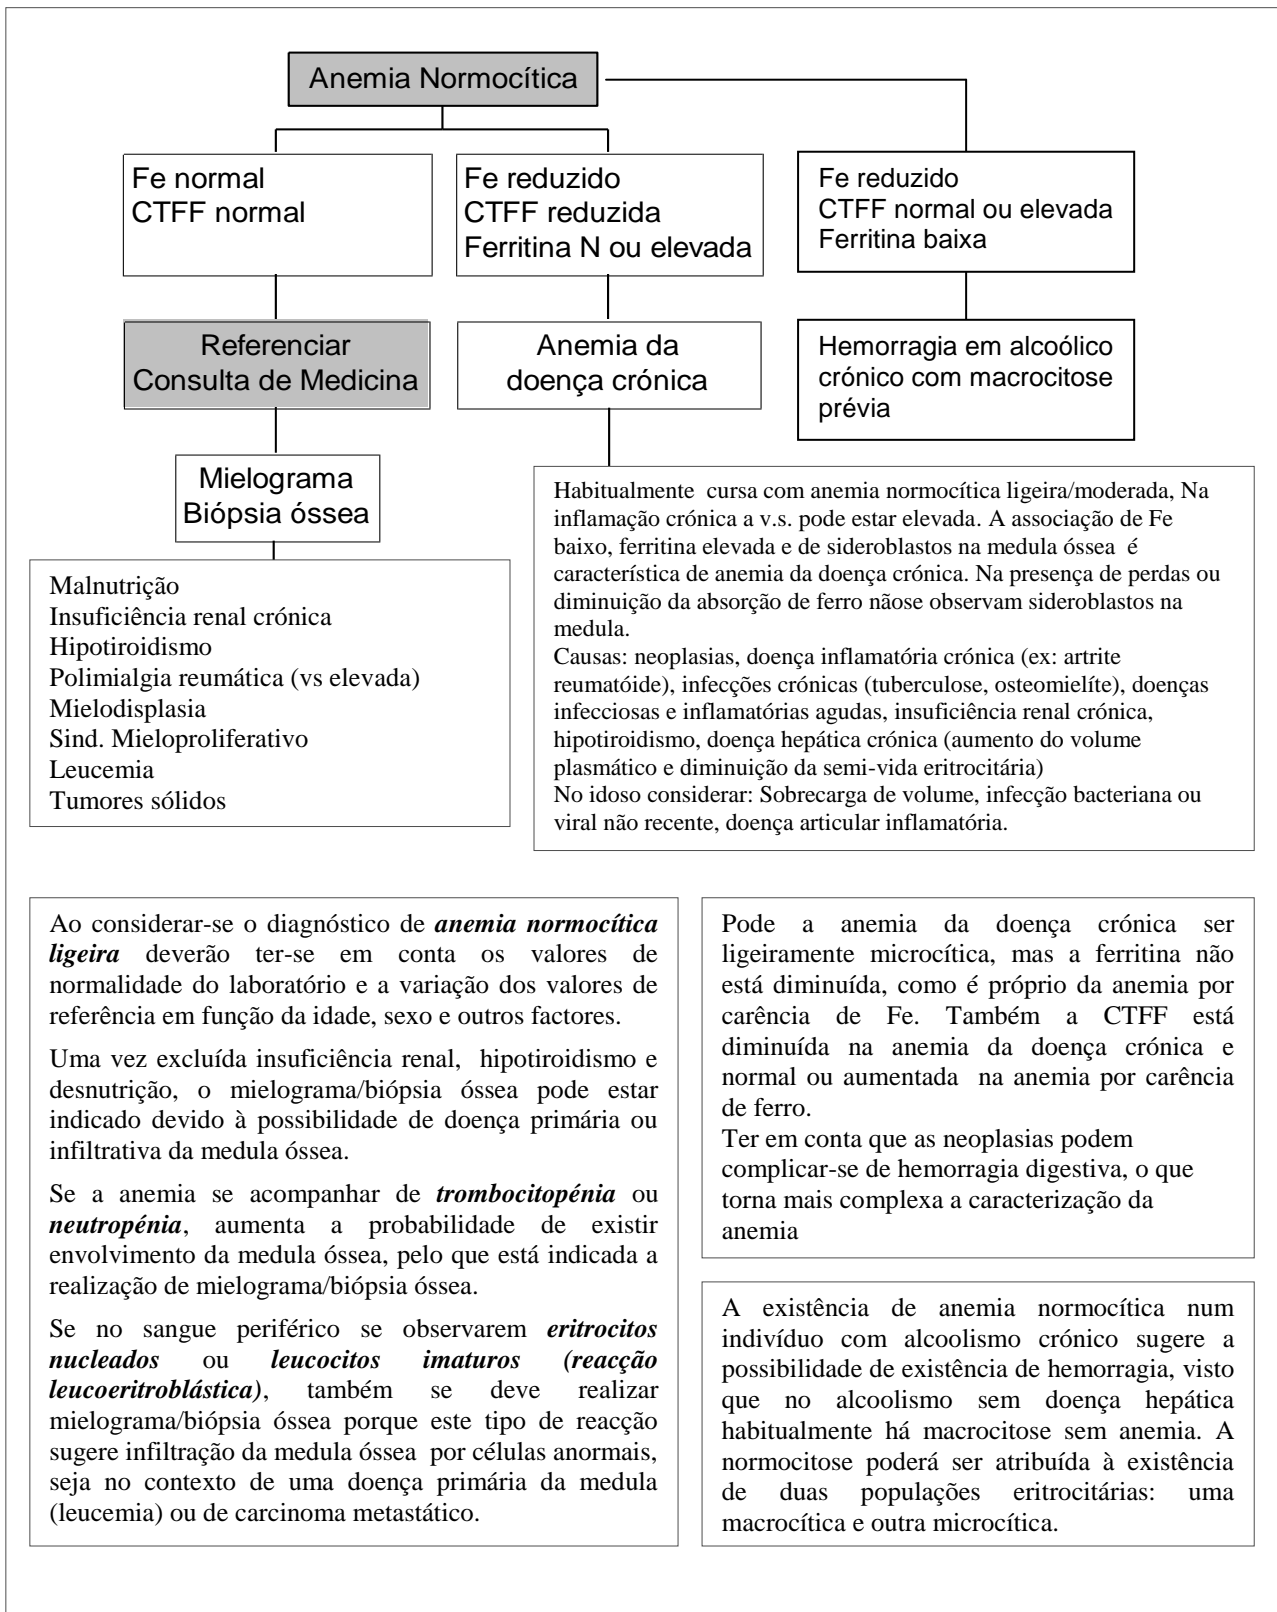 Anemia Normocítica
Fe normal
CTFF normal
Fe reduzido
CTFF reduzida
Ferritina N ou elevada
Fe reduzido
CTFF normal ou elevada
Ferritina baixa
Referenciar
Consulta de Medicina
Anemia da
doença crónica
Hemorragia em alcoólico
crónico com macrocitose
prévia
Mielograma
Biópsia óssea
Malnutrição
Insuficiência renal crónica
Hipotiroidismo
Polimialgia reumática (vs elevada)
Mielodisplasia
Sind. Mieloproliferativo
Leucemia
Tumores sólidos
Habitualmente cursa com anemia normocítica ligeira/moderada, Na
inflamação crónica a v.s. pode estar elevada. A associação de Fe
baixo, ferritina elevada e de sideroblastos na medula óssea é
característica de anemia da doença crónica. Na presença de perdas ou
diminuição da absorção de ferro nãose observam sideroblastos na
medula.
Causas: neoplasias, doença inflamatória crónica (ex: artrite
reumatóide), infecções crónicas (tuberculose, osteomielíte), doenças
infecciosas e inflamatórias agudas, insuficiência renal crónica,
hipotiroidismo, doença hepática crónica (aumento do volume
plasmático e diminuição da semi-vida eritrocitária)
No idoso considerar: Sobrecarga de volume, infecção bacteriana ou
viral não recente, doença articular inflamatória.
Ao considerar-se o diagnóstico de anemia normocítica
ligeira deverão ter-se em conta os valores de
normalidade do laboratório e a variação dos valores de
referência em função da idade, sexo e outros factores.
Uma vez excluída insuficiência renal, hipotiroidismo e
desnutrição, o mielograma/biópsia óssea pode estar
indicado devido à possibilidade de doença primária ou
infiltrativa da medula óssea.
Se a anemia se acompanhar de trombocitopénia ou
neutropénia, aumenta a probabilidade de existir
envolvimento da medula óssea, pelo que está indicada a
realização de mielograma/biópsia óssea.
Se no sangue periférico se observarem eritrocitos
nucleados ou leucocitos imaturos (reacção
leucoeritroblástica), também se deve realizar
mielograma/biópsia óssea porque este tipo de reacção
sugere infiltração da medula óssea por células anormais,
seja no contexto de uma doença primária da medula
(leucemia) ou de carcinoma metastático.
Pode a anemia da doença crónica ser
ligeiramente microcítica, mas a ferritina não
está diminuída, como é próprio da anemia por
carência de Fe. Também a CTFF está
diminuída na anemia da doença crónica e
normal ou aumentada na anemia por carência
de ferro.
Ter em conta que as neoplasias podem
complicar-se de hemorragia digestiva, o que
torna mais complexa a caracterização da
anemia
A existência de anemia normocítica num
indivíduo com alcoolismo crónico sugere a
possibilidade de existência de hemorragia, visto
que no alcoolismo sem doença hepática
habitualmente há macrocitose sem anemia. A
normocitose poderá ser atribuída à existência
de duas populações eritrocitárias: uma
macrocítica e outra microcítica.